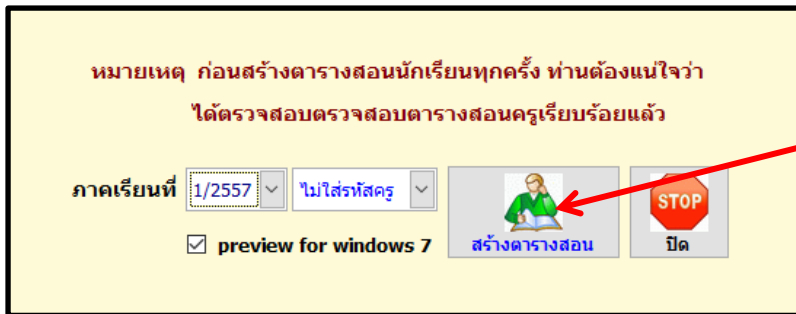 หมายเหตุ ก่อนสร้างตารางสอนนักเรียนทุกครั้ง ท่านต้องแน่ใจว่า
ได้ตรวจสอบตรวจสอบตารางสอนครูเรียบร้อยแล้ว
ภาคเรียนที่ 1/2557 ไม่ใส่รหัสครู
STOP
preview for windows 7 สร้างตารางสอน ปิด